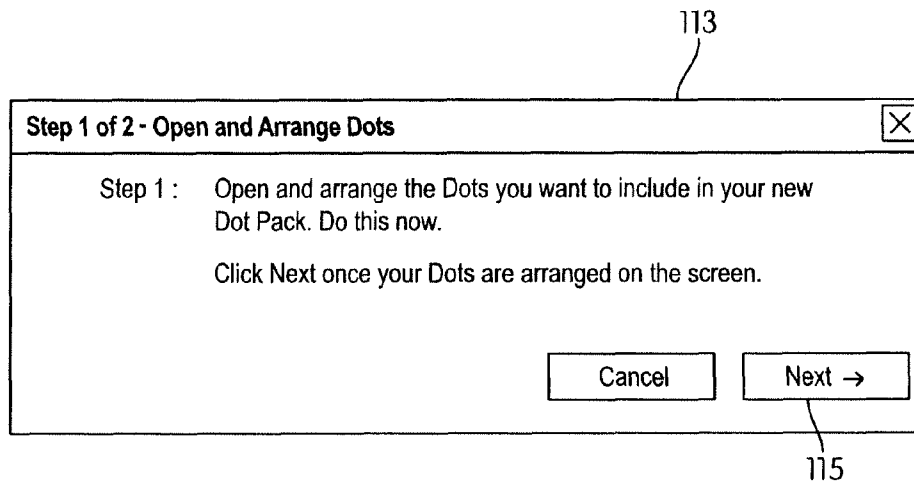 113
Step 1 of 2 - Open and Arrange Dots
Step 1 : Open and arrange the Dots you want to include in your new
Dot Pack. Do this now.
Click Next once your Dots are arranged on the screen.
Cancel
Next →
115